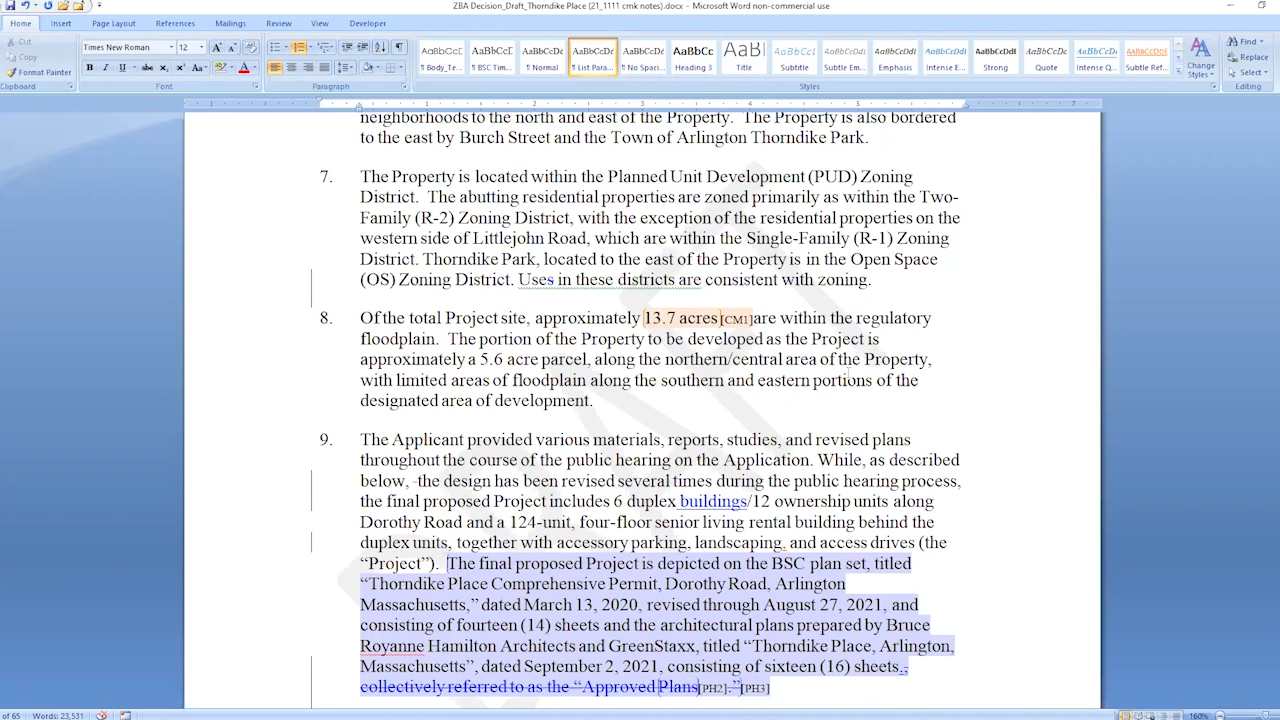 ZBA Decision_Draft_Thorndike Place (21_1111 cmk notes).docx - Microsoft Word non-commercial use
Home Insert Page Layout References Mailings Review View Developer
Cut
Copy
Format Painter
Clipboard
Times New Roman 12
Font
Paragraph
AaBbCcD AaBbCcD AaBbCcDc AaBbCcDc AaBbCcDc AaBbCc AaBl AaBbCcl AaBbCcDd AaBbCcDd AaBbCcDd AaBbCcDdl AaBbCcDd AaBbCcDd AaBbCcDd
¶ Body_Te... ¶ BSC Tim... ¶ Normal ¶ List Para... ¶ No Spaci... Heading 3 Title Subtitle Subtle Em... Emphasis Intense E... Strong Quote Intense Q... Subtle Ref...
Change Styles
Styles
Find
Replace
Select
Editing
neighborhoods to the north and east of the Property. The Property is also bordered
to the east by Burch Street and the Town of Arlington Thorndike Park.
7. The Property is located within the Planned Unit Development (PUD) Zoning
District. The abutting residential properties are zoned primarily as within the Two-
Family (R-2) Zoning District, with the exception of the residential properties on the
western side of Littlejohn Road, which are within the Single-Family (R-1) Zoning
District. Thorndike Park, located to the east of the Property is in the Open Space
(OS) Zoning District. Uses in these districts are consistent with zoning.
8. Of the total Project site, approximately 13.7 acres[CM1]are within the regulatory
floodplain. The portion of the Property to be developed as the Project is
approximately a 5.6 acre parcel, along the northern/central area of the Property,
with limited areas of floodplain along the southern and eastern portions of the
designated area of development.
9. The Applicant provided various materials, reports, studies, and revised plans
throughout the course of the public hearing on the Application. While, as described
below, the design has been revised several times during the public hearing process,
the final proposed Project includes 6 duplex buildings/12 ownership units along
Dorothy Road and a 124-unit, four-floor senior living rental building behind the
duplex units, together with accessory parking, landscaping, and access drives (the
“Project”). The final proposed Project is depicted on the BSC plan set, titled
“Thorndike Place Comprehensive Permit, Dorothy Road, Arlington
Massachusetts,” dated March 13, 2020, revised through August 27, 2021, and
consisting of fourteen (14) sheets and the architectural plans prepared by Bruce
Royanne Hamilton Architects and GreenStaxx, titled “Thorndike Place, Arlington,
Massachusetts”, dated September 2, 2021, consisting of sixteen (16) sheets.,
collectively referred to as the “Approved Plans[PH2].”[PH3]
of 65 Words: 23,531 160%